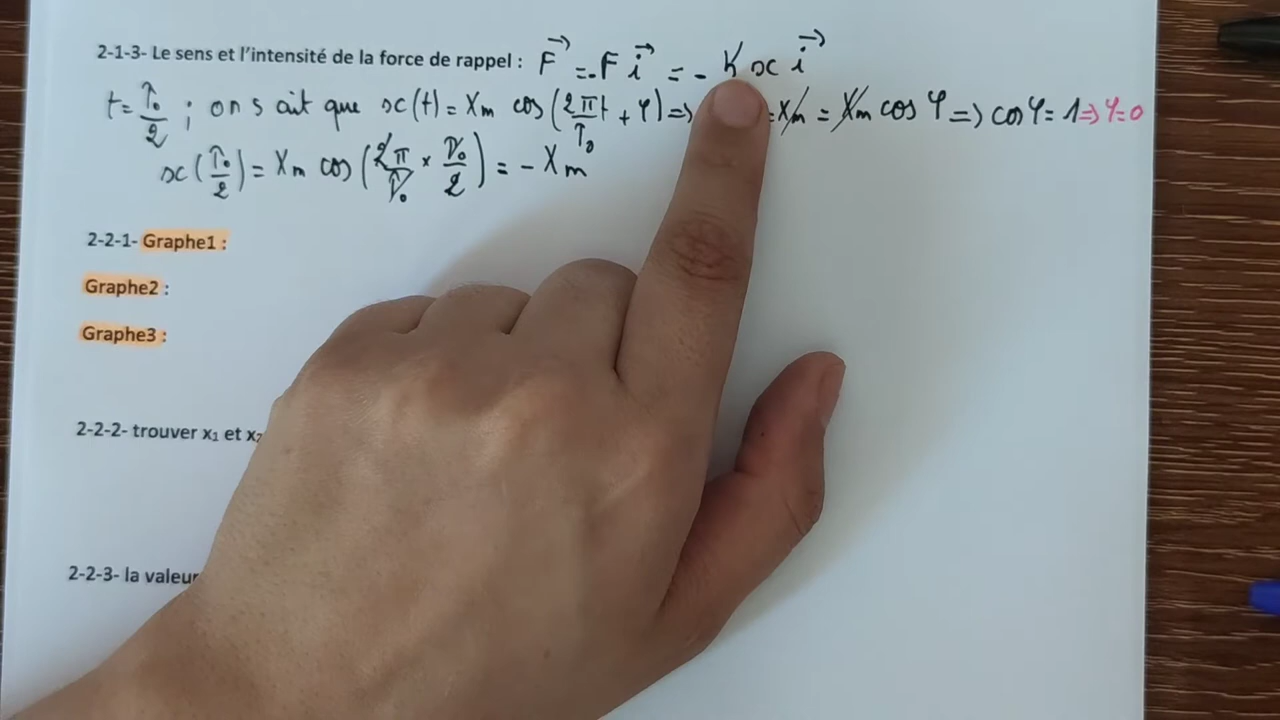 2-1-3- Le sens et l'intensité de la force de rappel : F⃗ = -F i⃗ = - K x i⃗
t = T₀/2 ; on sait que x(t) = Xm cos(2πt/T₀ + φ) => = Xm = Xm cos φ => cos φ = 1 => φ = 0
x(T₀/2) = Xm cos(2π/T₀ × T₀/2) = - Xm
2-2-1- Graphe1 :
Graphe2 :
Graphe3 :
2-2-2- trouver x₁ et x₂
2-2-3- la valeur